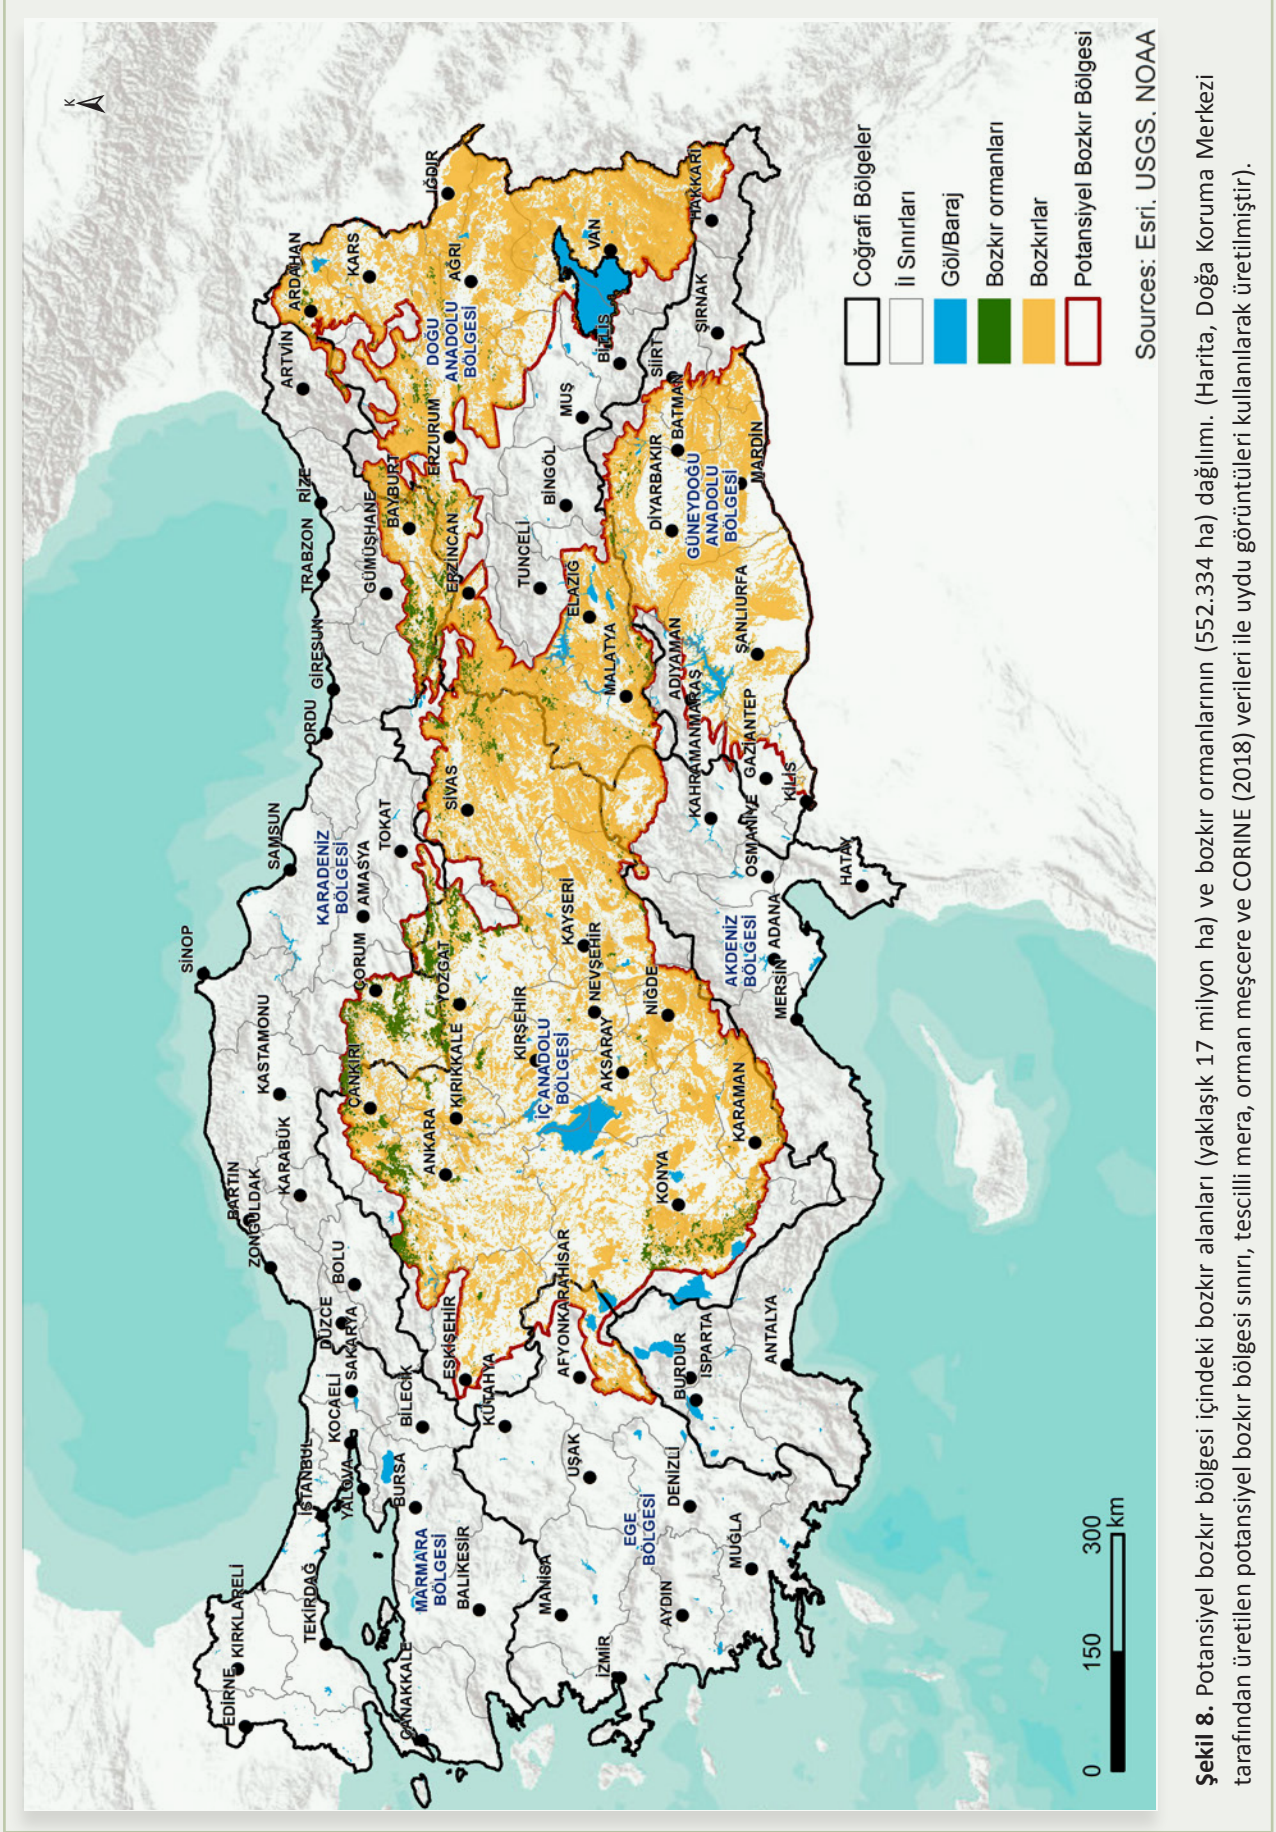 K
SİNOP
BARTIN
ZONGULDAK
KASTAMONU
KARABÜK
SAMSUN
KARADENİZ
BÖLGESİ
ORDU
GİRESUN
TRABZON
RİZE
ARTVİN
ARDAHAN
KARS
IĞDIR
EDİRNE
KIRKLARELİ
TEKİRDAĞ
İSTANBUL
KOCAELİ
YALOVA
SAKARYA
DÜZCE
BOLU
ÇANKIRI
ÇORUM
AMASYA
TOKAT
GÜMÜŞHANE
BAYBURT
ERZURUM
AĞRI
DOĞU
ANADOLU
BÖLGESİ
ÇANAKKALE
MARMARA
BÖLGESİ
BALIKESİR
BURSA
BİLECİK
ESKİŞEHİR
KÜTAHYA
ANKARA
KIRIKKALE
YOZGAT
SİVAS
ERZİNCAN
TUNCELİ
BİNGÖL
MUŞ
BİTLİS
VAN
HAKKARİ
KIRŞEHİR
İÇ ANADOLU
BÖLGESİ
AKSARAY
NEVŞEHİR
KAYSERİ
NİĞDE
MALATYA
ELAZIĞ
DİYARBAKIR
BATMAN
SİİRT
ŞIRNAK
MANİSA
İZMİR
UŞAK
AFYONKARAHİSAR
EGE
BÖLGESİ
DENİZLİ
AYDIN
MUĞLA
BURDUR
ISPARTA
ANTALYA
KONYA
KARAMAN
MERSİN
ADANA
AKDENİZ
BÖLGESİ
OSMANİYE
HATAY
KAHRAMANMARAŞ
ADIYAMAN
GAZİANTEP
KİLİS
ŞANLIURFA
GÜNEYDOĞU
ANADOLU
BÖLGESİ
MARDİN
0 150 300
km
Coğrafi Bölgeler
İl Sınırları
Göl/Baraj
Bozkır ormanları
Bozkırlar
Potansiyel Bozkır Bölgesi
Sources: Esri, USGS, NOAA
Şekil 8. Potansiyel bozkır bölgesi içindeki bozkır alanları (yaklaşık 17 milyon ha) ve bozkır ormanlarının (552.334 ha) dağılımı. (Harita, Doğa Koruma Merkezi
tarafından üretilen potansiyel bozkır bölgesi sınırı, tescilli mera, orman meşcere ve CORINE (2018) verileri ile uydu görüntüleri kullanılarak üretilmiştir).